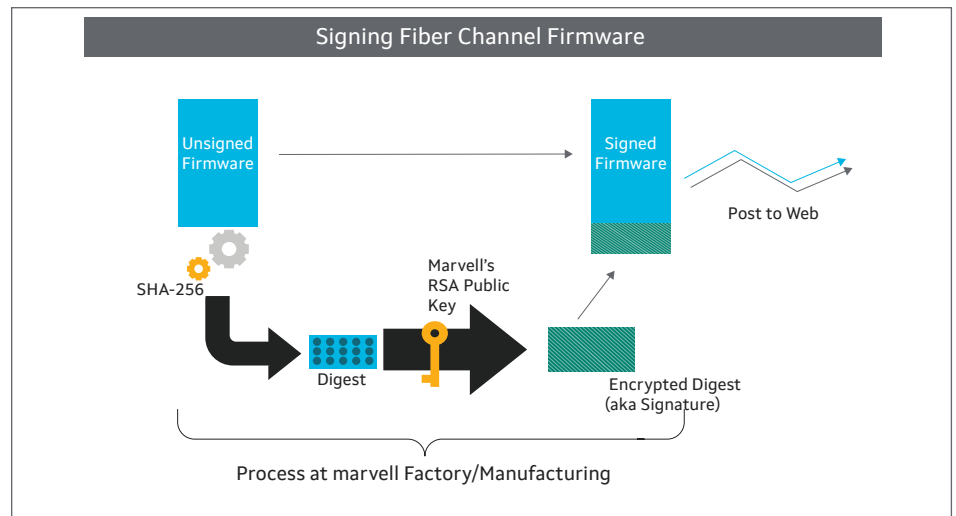 Signing Fiber Channel Firmware
Unsigned
Firmware
Signed
Firmware
Post to Web
SHA-256
Marvell's
RSA Public
Key
Digest
Encrypted Digest
(aka Signature)
Process at marvell Factory/Manufacturing